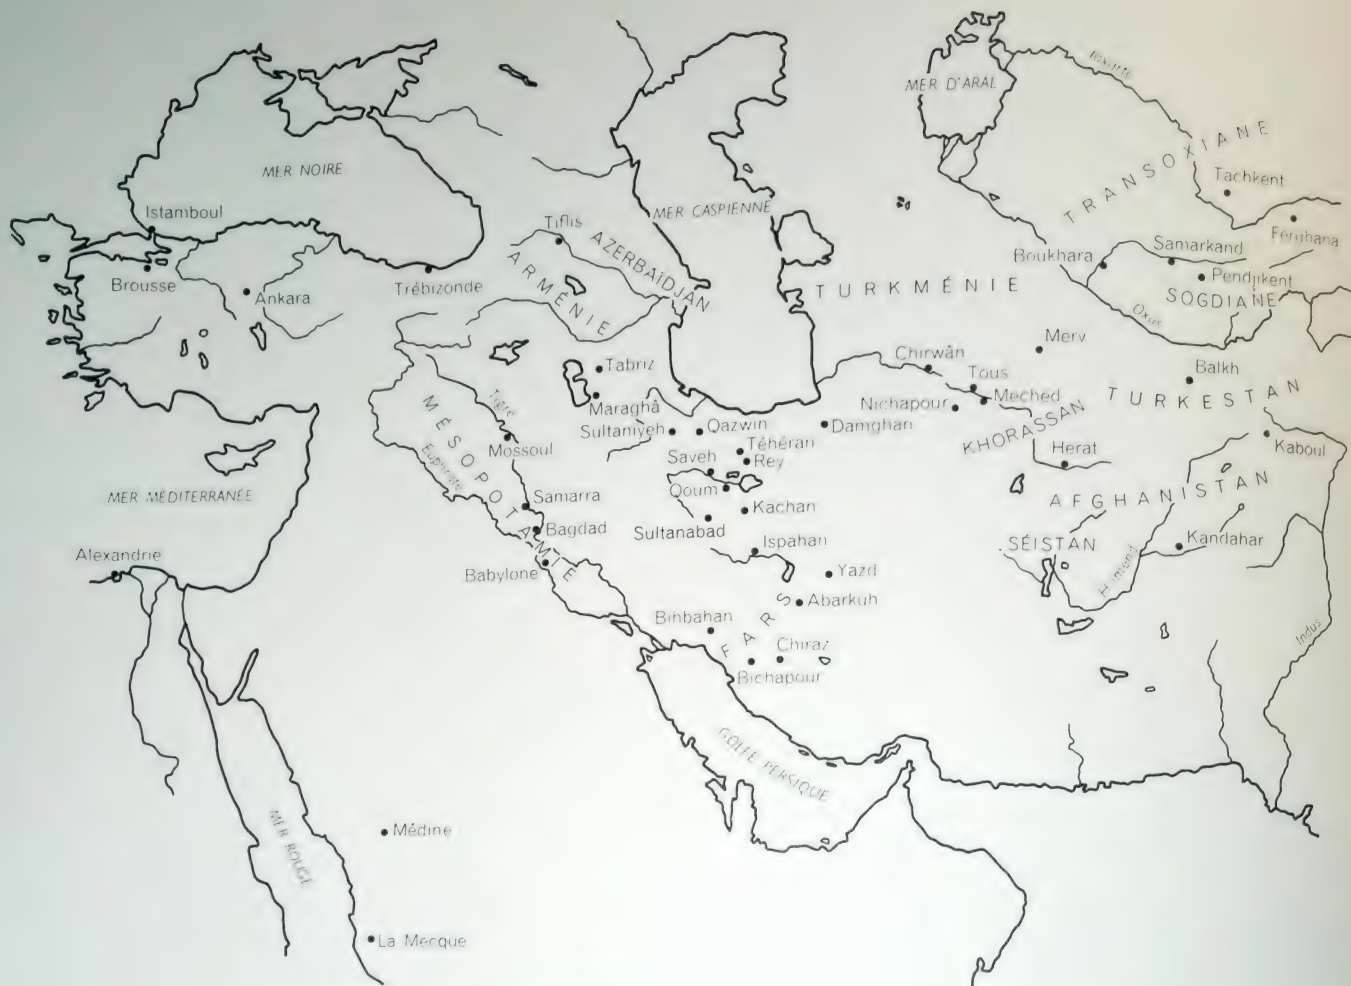 MER D'ARAL
Iaxarte
TRANSOXIANE
MER NOIRE
Tachkent
Istamboul
MER CASPIENNE
Tiflis
AZERBAÏDJAN
ARMÉNIE
Ferghana
Samarkand
Boukhara
Pendjikent
SOGDIANE
Brousse
Ankara
Trébizonde
TURKMÉNIE
Oxus
Merv
Chirwân
Tabriz
Tous
Balkh
Maraghâ
Nichapour
Meched
TURKESTAN
MÉSOPOTAMIE
Tigre
Sultaniyeh
Qazwin
Damghan
KHORASSAN
Mossoul
Téhéran
Herat
Kaboul
Euphrate
Saveh
Rey
MER MÉDITERRANÉE
Samarra
Qoum
AFGHANISTAN
Kachan
Bagdad
Sultanabad
Alexandrie
Ispahan
SÉISTAN
Kandahar
Babylone
Yazd
Abarkuh
FARS
Bihbahan
Indus
Chiraz
Bichapour
GOLFE PERSIQUE
MER ROUGE
Médine
La Mecque